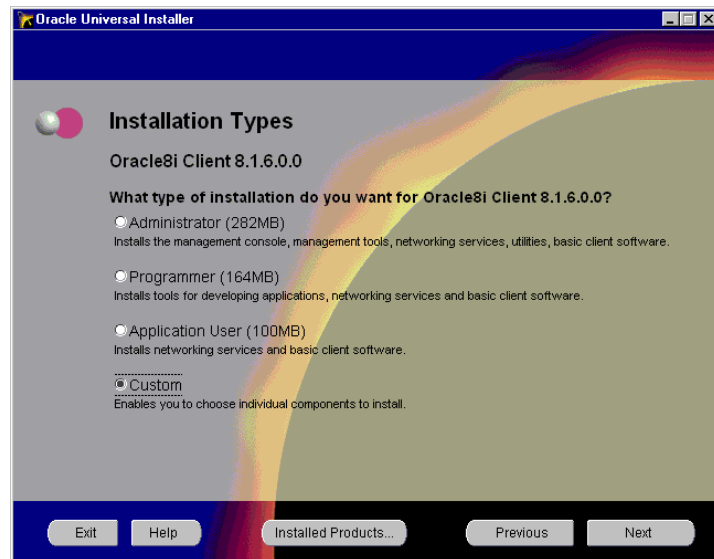 Oracle Universal Installer
Installation Types
Oracle8i Client 8.1.6.0.0
What type of installation do you want for Oracle8i Client 8.1.6.0.0?
Administrator (282MB)
Installs the management console, management tools, networking services, utilities, basic client software.
Programmer (164MB)
Installs tools for developing applications, networking services and basic client software.
Application User (100MB)
Installs networking services and basic client software.
Custom
Enables you to choose individual components to install.
Exit Help Installed Products... Previous Next